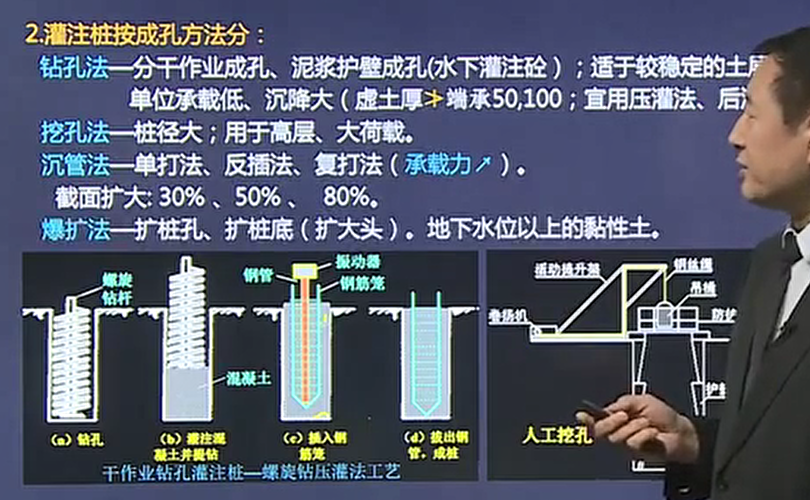 2.灌注桩按成孔方法分：
钻孔法—分干作业成孔、泥浆护壁成孔(水下灌注砼）；适于较稳定的土层
单位承载低、沉降大（虚土厚≯端承50,100；宜用压灌法、后
挖孔法—桩径大；用于高层、大荷载。
沉管法—单打法、反插法、复打法（承载力↗）。
截面扩大: 30% 、50% 、 80%。
爆扩法—扩桩孔、扩桩底（扩大头）。地下水位以上的黏性土。
螺旋
钻杆
混凝土
钢管
振动器
钢筋笼
(a) 钻孔
(b) 灌注混
凝土并提钻
(c) 插入钢
筋笼
(d) 拔出钢
管，成桩
干作业钻孔灌注桩—螺旋钻压灌法工艺
活动提升架
钢丝绳
吊桶
卷扬机
防护
护
人工挖孔